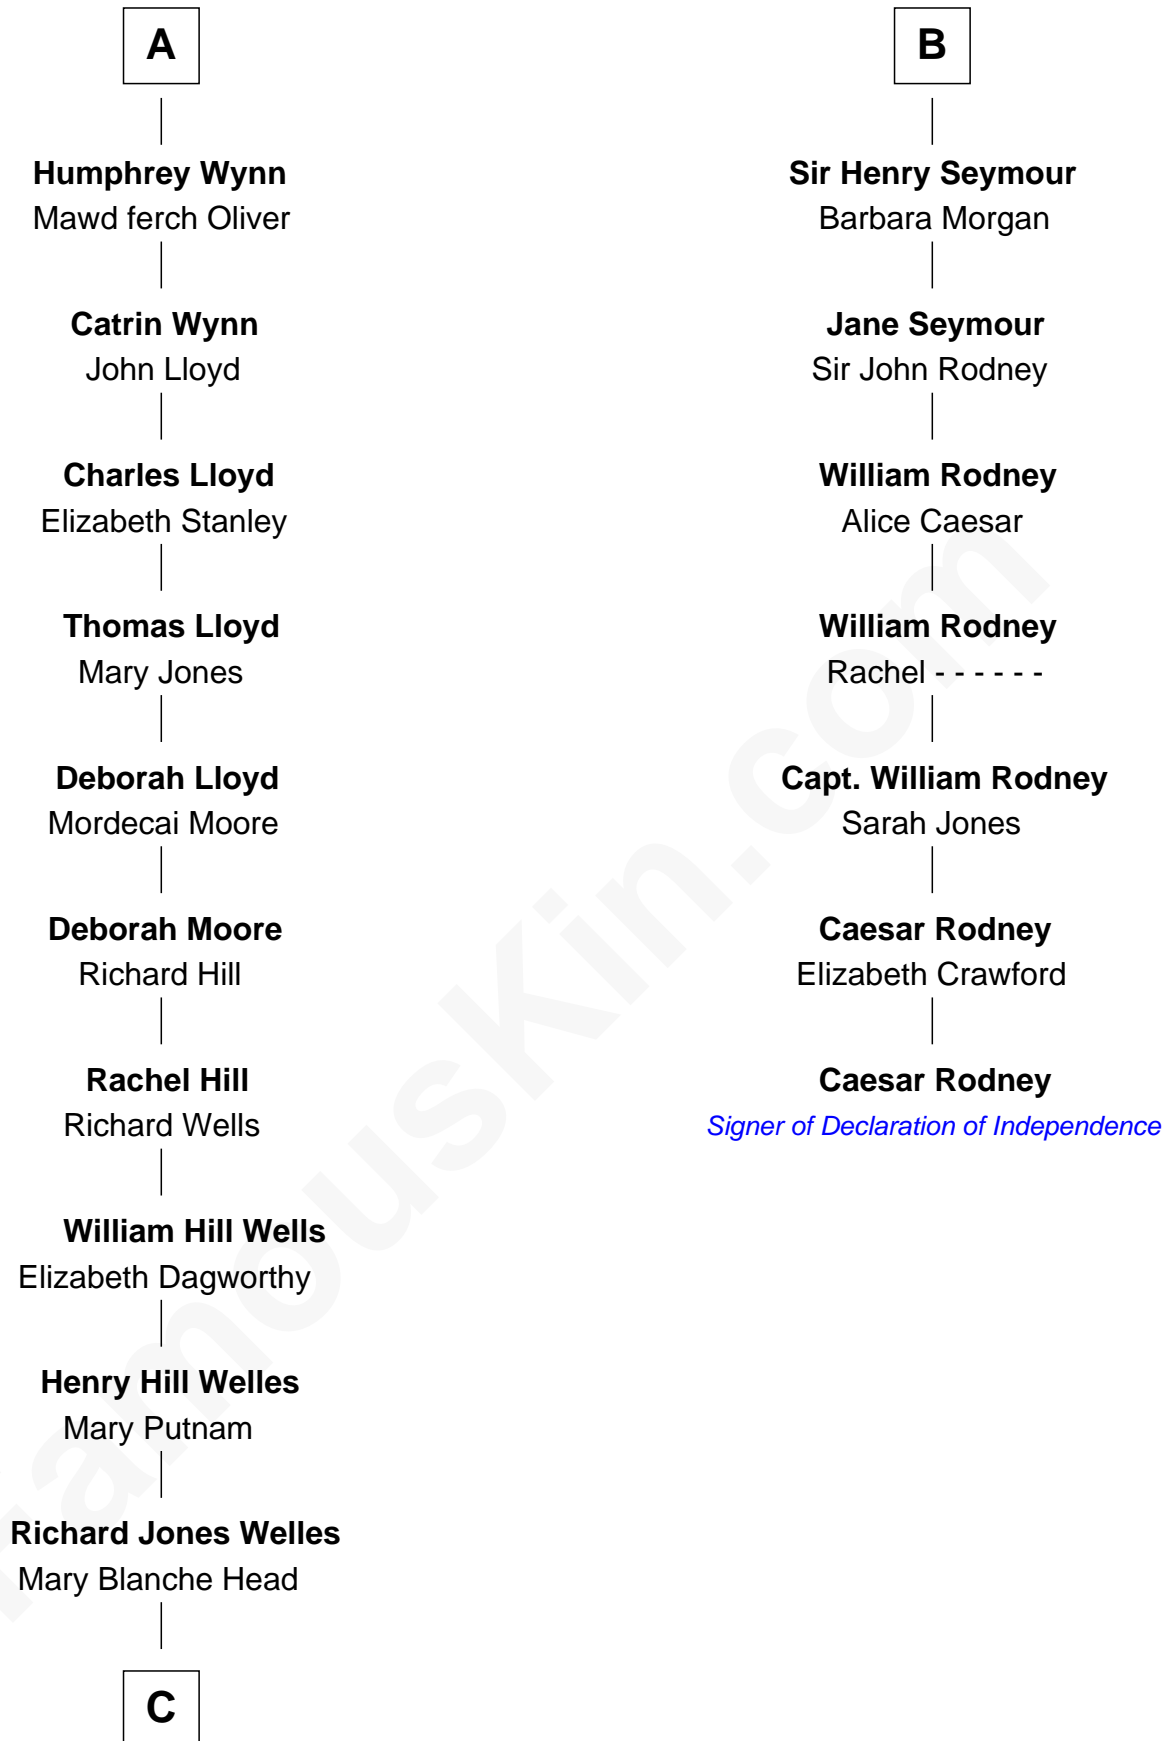 A
Humphrey Wynn
Mawd ferch Oliver
Catrin Wynn
John Lloyd
Charles Lloyd
Elizabeth Stanley
Thomas Lloyd
Mary Jones
Deborah Lloyd
Mordecai Moore
Deborah Moore
Richard Hill
Rachel Hill
Richard Wells
William Hill Wells
Elizabeth Dagworthy
Henry Hill Welles
Mary Putnam
Richard Jones Welles
Mary Blanche Head
C
B
Sir Henry Seymour
Barbara Morgan
Jane Seymour
Sir John Rodney
William Rodney
Alice Caesar
William Rodney
Rachel - - - - - -
Capt. William Rodney
Sarah Jones
Caesar Rodney
Elizabeth Crawford
Caesar Rodney
Signer of Declaration of Independence
FamousKin.com